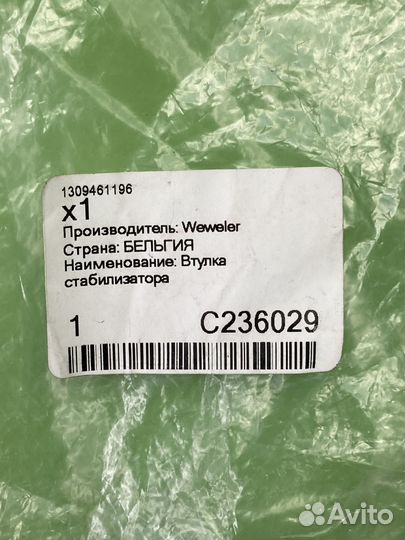 1309461196
x1
Производитель: Weweler
Страна: БЕЛЬГИЯ
Наименование: Втулка
стабилизатора
1 C236029
Avito